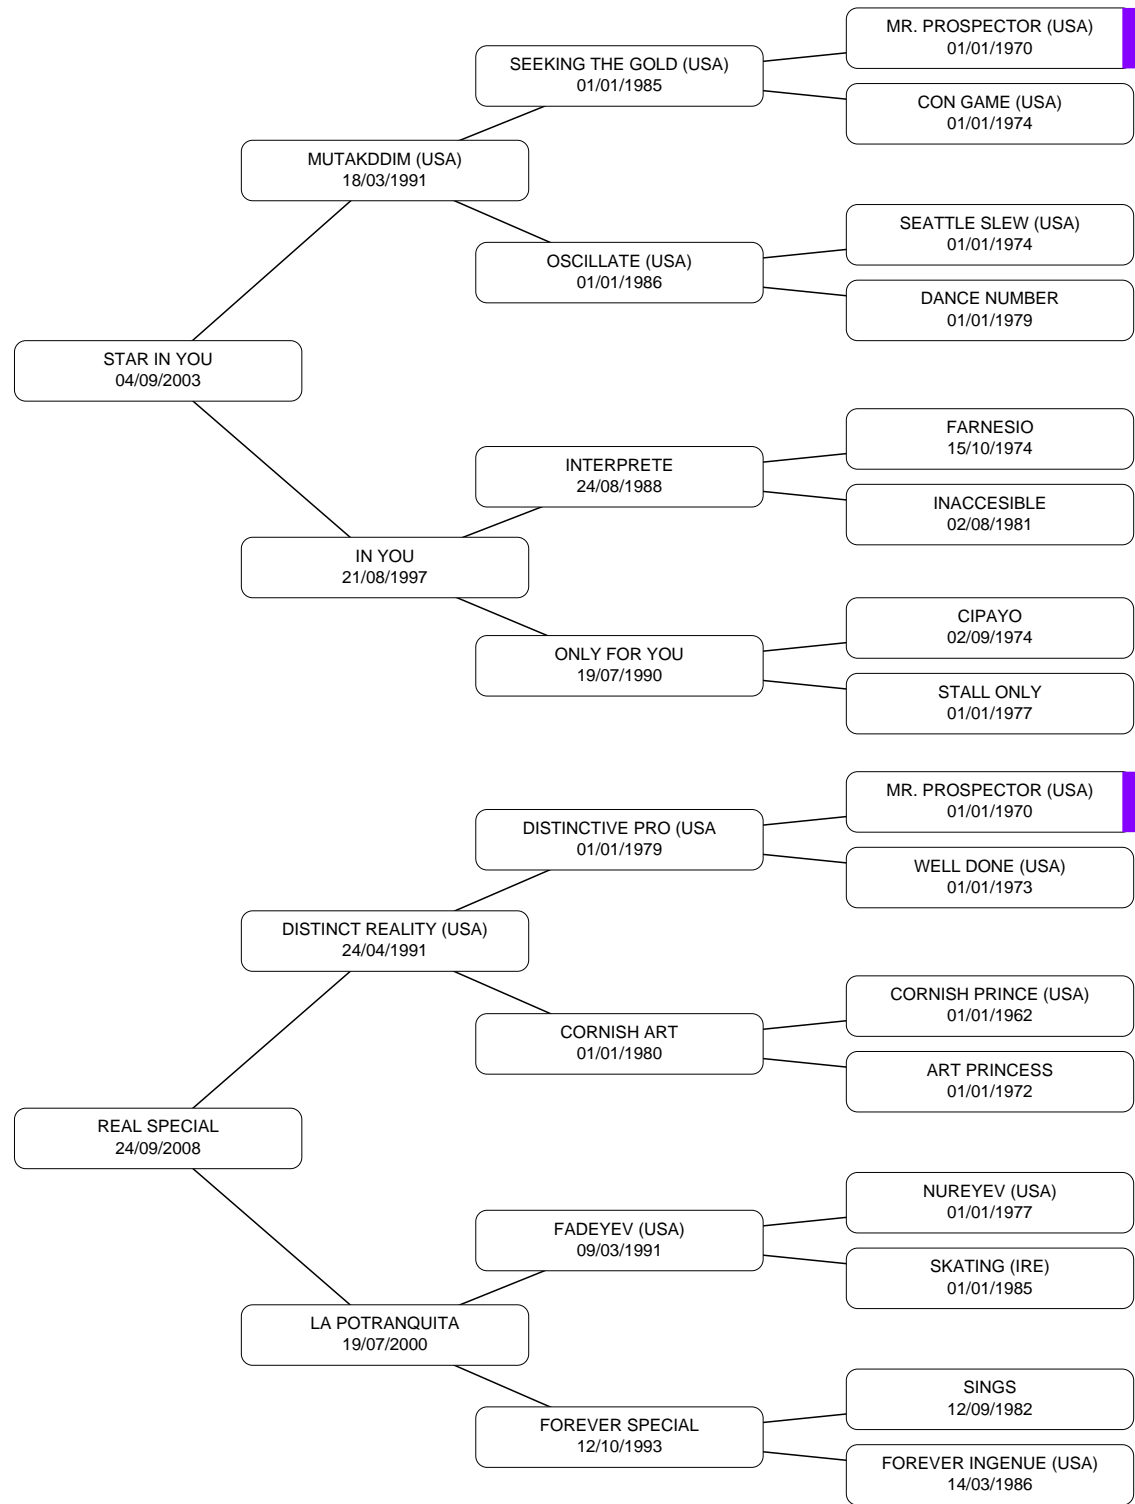 MR. PROSPECTOR (USA)
01/01/1970
SEEKING THE GOLD (USA)
01/01/1985
CON GAME (USA)
01/01/1974
MUTAKDDIM (USA)
18/03/1991
SEATTLE SLEW (USA)
01/01/1974
OSCILLATE (USA)
01/01/1986
DANCE NUMBER
01/01/1979
STAR IN YOU
04/09/2003
FARNESIO
15/10/1974
INTERPRETE
24/08/1988
INACCESIBLE
02/08/1981
IN YOU
21/08/1997
CIPAYO
02/09/1974
ONLY FOR YOU
19/07/1990
STALL ONLY
01/01/1977
MR. PROSPECTOR (USA)
01/01/1970
DISTINCTIVE PRO (USA
01/01/1979
WELL DONE (USA)
01/01/1973
DISTINCT REALITY (USA)
24/04/1991
CORNISH PRINCE (USA)
01/01/1962
CORNISH ART
01/01/1980
ART PRINCESS
01/01/1972
REAL SPECIAL
24/09/2008
NUREYEV (USA)
01/01/1977
FADEYEV (USA)
09/03/1991
SKATING (IRE)
01/01/1985
LA POTRANQUITA
19/07/2000
SINGS
12/09/1982
FOREVER SPECIAL
12/10/1993
FOREVER INGENUE (USA)
14/03/1986